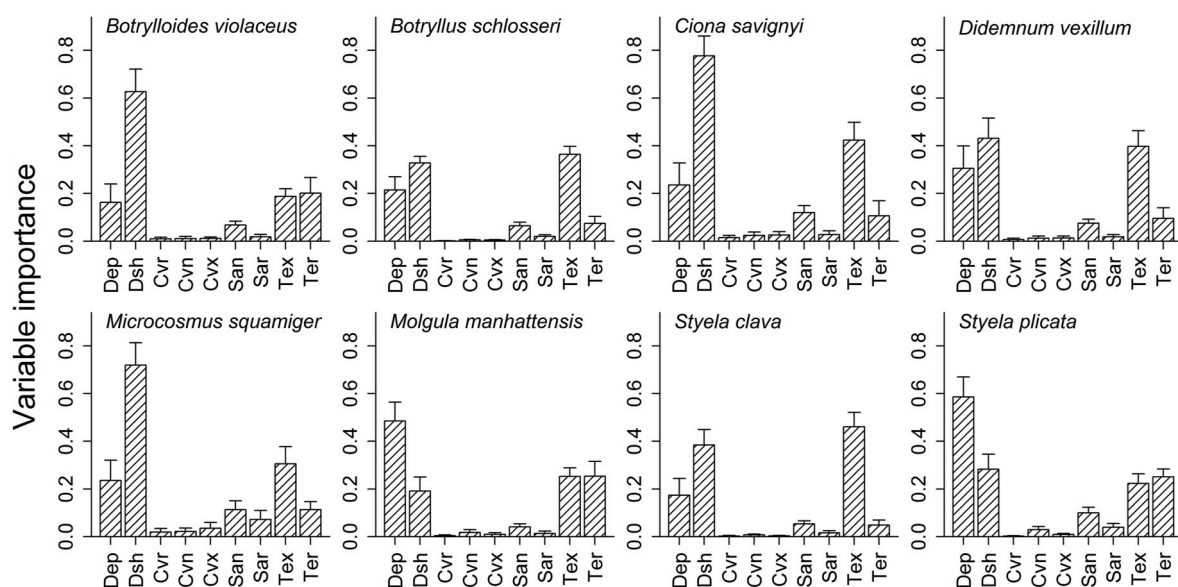 Variable importance
Botrylloides violaceus
0.0 0.2 0.4 0.6 0.8
Dep Dsh Cvr Cvn Cvx San Sar Tex Ter
Botryllus schlosseri
0.0 0.2 0.4 0.6 0.8
Dep Dsh Cvr Cvn Cvx San Sar Tex Ter
Ciona savignyi
0.0 0.2 0.4 0.6 0.8
Dep Dsh Cvr Cvn Cvx San Sar Tex Ter
Didemnum vexillum
0.0 0.2 0.4 0.6 0.8
Dep Dsh Cvr Cvn Cvx San Sar Tex Ter
Microcosmus squamiger
0.0 0.2 0.4 0.6 0.8
Dep Dsh Cvr Cvn Cvx San Sar Tex Ter
Molgula manhattensis
0.0 0.2 0.4 0.6 0.8
Dep Dsh Cvr Cvn Cvx San Sar Tex Ter
Styela clava
0.0 0.2 0.4 0.6 0.8
Dep Dsh Cvr Cvn Cvx San Sar Tex Ter
Styela plicata
0.0 0.2 0.4 0.6 0.8
Dep Dsh Cvr Cvn Cvx San Sar Tex Ter